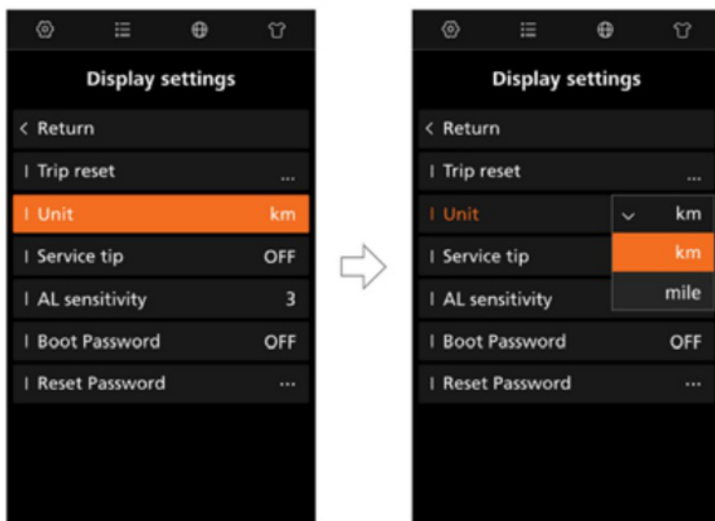 Display settings
< Return
Trip reset ...
Unit km
Service tip OFF
AL sensitivity 3
Boot Password OFF
Reset Password ...
Display settings
< Return
Trip reset ...
Unit km
km
Service tip
mile
AL sensitivity
Boot Password OFF
Reset Password ...